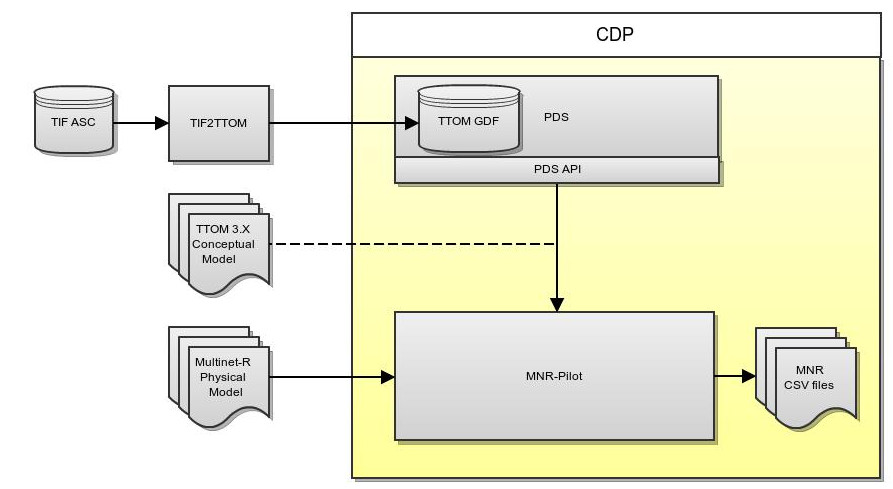 CDP
TIF ASC
TIF2TTOM
TTOM GDF
PDS
PDS API
TTOM 3.X
Conceptual
Model
Multinet-R
Physical
Model
MNR-Pilot
MNR
CSV files